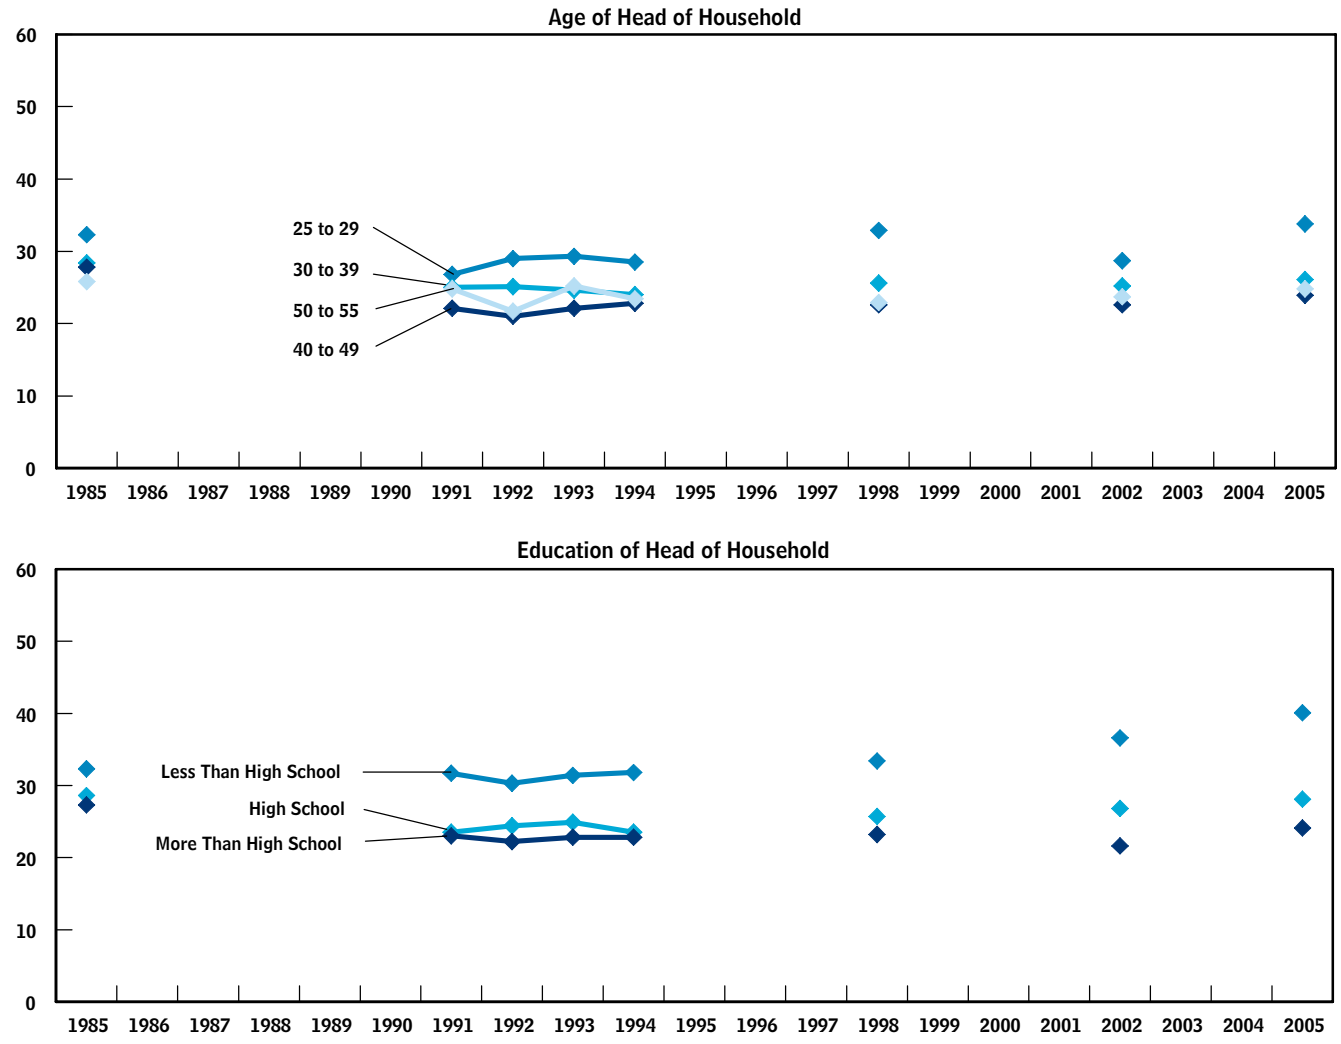 Age of Head of Household
60
50
40
30
20
10
0
25 to 29
30 to 39
50 to 55
40 to 49
1985 1986 1987 1988 1989 1990 1991 1992 1993 1994 1995 1996 1997 1998 1999 2000 2001 2002 2003 2004 2005
Education of Head of Household
60
50
40
30
20
10
0
Less Than High School
High School
More Than High School
1985 1986 1987 1988 1989 1990 1991 1992 1993 1994 1995 1996 1997 1998 1999 2000 2001 2002 2003 2004 2005